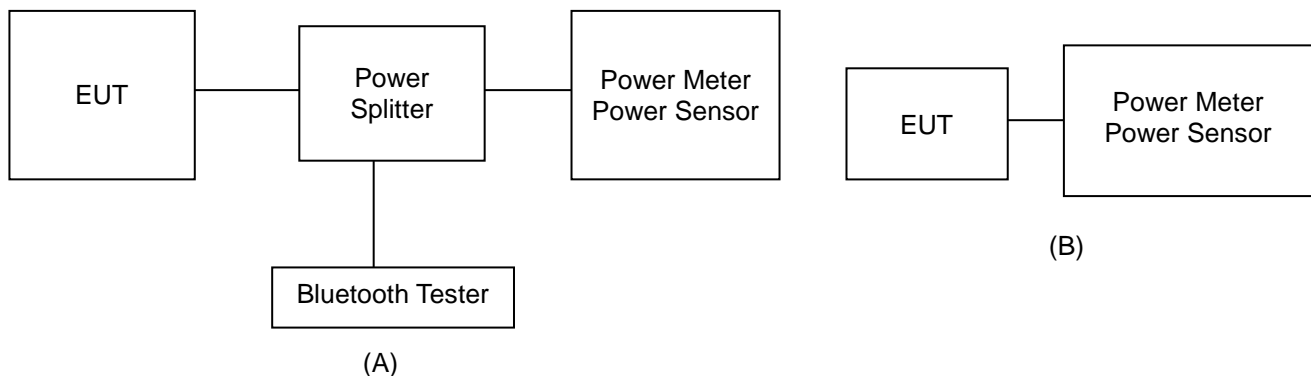 EUT
Power
Splitter
Power Meter
Power Sensor
Bluetooth Tester
(A)
EUT
Power Meter
Power Sensor
(B)